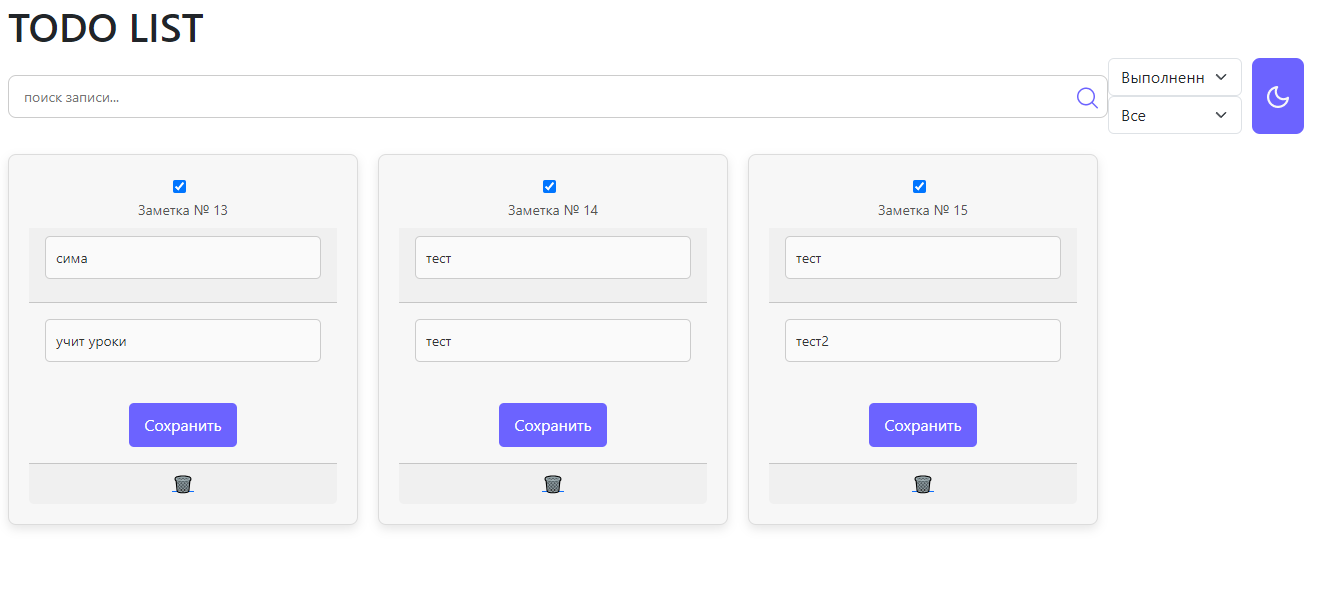 TODO LIST
поиск записи...
Выполненн
Все
Заметка № 13
сима
учит уроки
Сохранить
Заметка № 14
тест
тест
Сохранить
Заметка № 15
тест
тест2
Сохранить